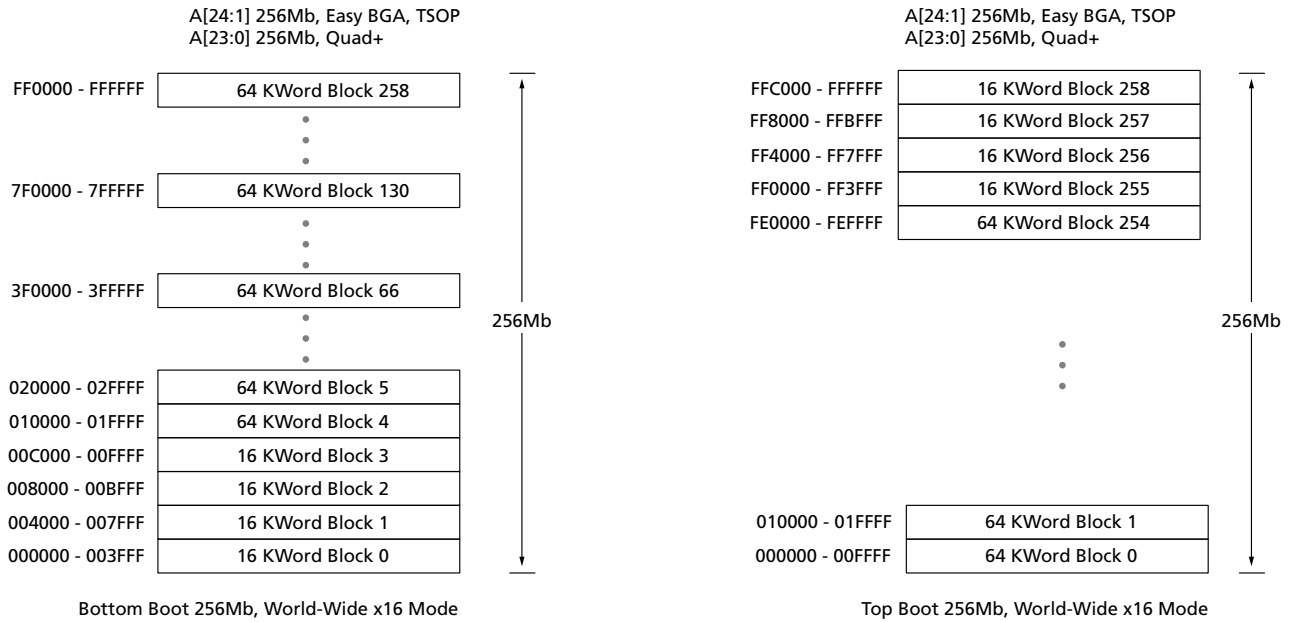 A[24:1] 256Mb, Easy BGA, TSOP
A[23:0] 256Mb, Quad+
FF0000 - FFFFFF 64 KWord Block 258
7F0000 - 7FFFFF 64 KWord Block 130
3F0000 - 3FFFFF 64 KWord Block 66
256Mb
020000 - 02FFFF 64 KWord Block 5
010000 - 01FFFF 64 KWord Block 4
00C000 - 00FFFF 16 KWord Block 3
008000 - 00BFFF 16 KWord Block 2
004000 - 007FFF 16 KWord Block 1
000000 - 003FFF 16 KWord Block 0
Bottom Boot 256Mb, World-Wide x16 Mode
A[24:1] 256Mb, Easy BGA, TSOP
A[23:0] 256Mb, Quad+
FFC000 - FFFFFF 16 KWord Block 258
FF8000 - FFBFFF 16 KWord Block 257
FF4000 - FF7FFF 16 KWord Block 256
FF0000 - FF3FFF 16 KWord Block 255
FE0000 - FEFFFF 64 KWord Block 254
256Mb
010000 - 01FFFF 64 KWord Block 1
000000 - 00FFFF 64 KWord Block 0
Top Boot 256Mb, World-Wide x16 Mode